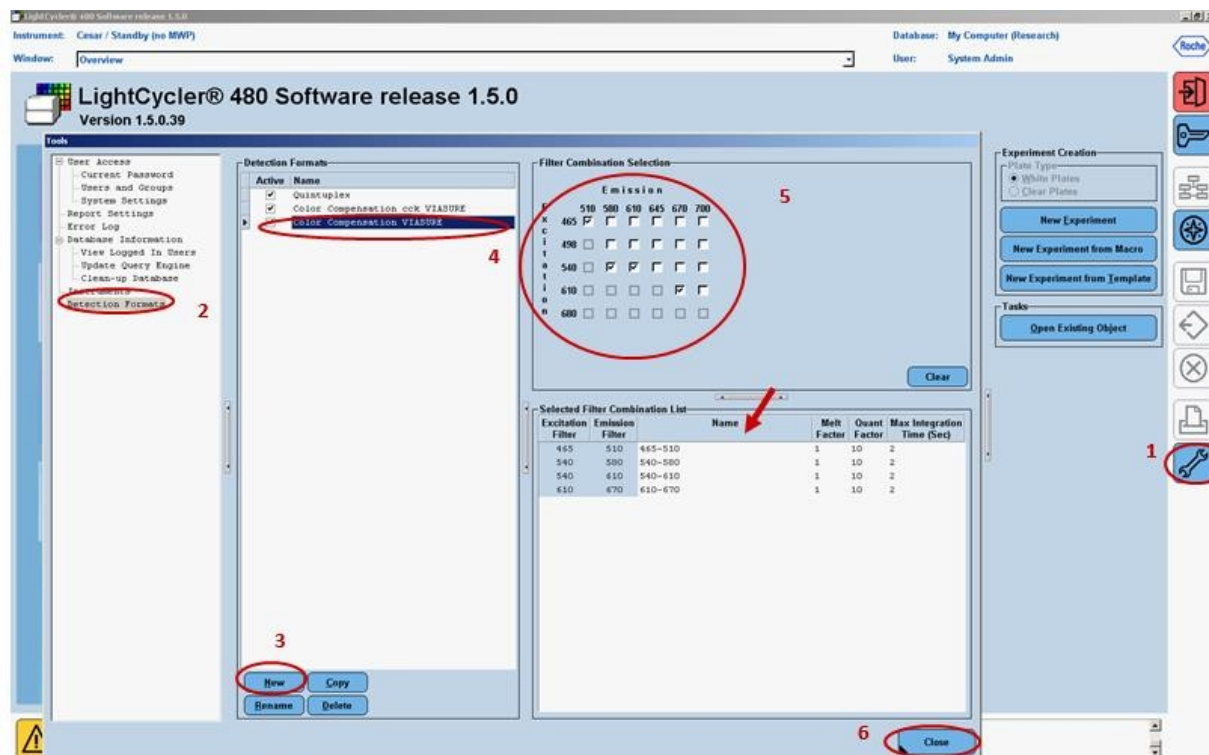 LightCycler® 480 Software release 1.5.0
Instrument: Cesar / Standby (no MWP)
Database: My Computer (Research)
Window: Overview
User: System Admin
Roche
LightCycler® 480 Software release 1.5.0
Version 1.5.0.39
Tools
User Access
Current Password
Users and Groups
System Settings
Report Settings
Error Log
Database Information
View Logged In Users
Update Query Engine
Clean-up Database
Instruments
Detection Formats
2
Detection Formats
Active Name
Quintuplex
Color Compensation cck VIASURE
Color Compensation VIASURE
4
3
New Copy
Rename Delete
Filter Combination Selection
Emission
510 580 610 645 670 700
Excitation
465
498
540
610
680
5
Clear
Selected Filter Combination List
Excitation Filter Emission Filter Name Melt Factor Quant Factor Max Integration Time (Sec)
465 510 465-510 1 10 2
540 580 540-580 1 10 2
540 610 540-610 1 10 2
610 670 610-670 1 10 2
6
Close
Experiment Creation
Plate Type
White Plates
Clear Plates
New Experiment
New Experiment from Macro
New Experiment from Template
Tasks
Open Existing Object
1